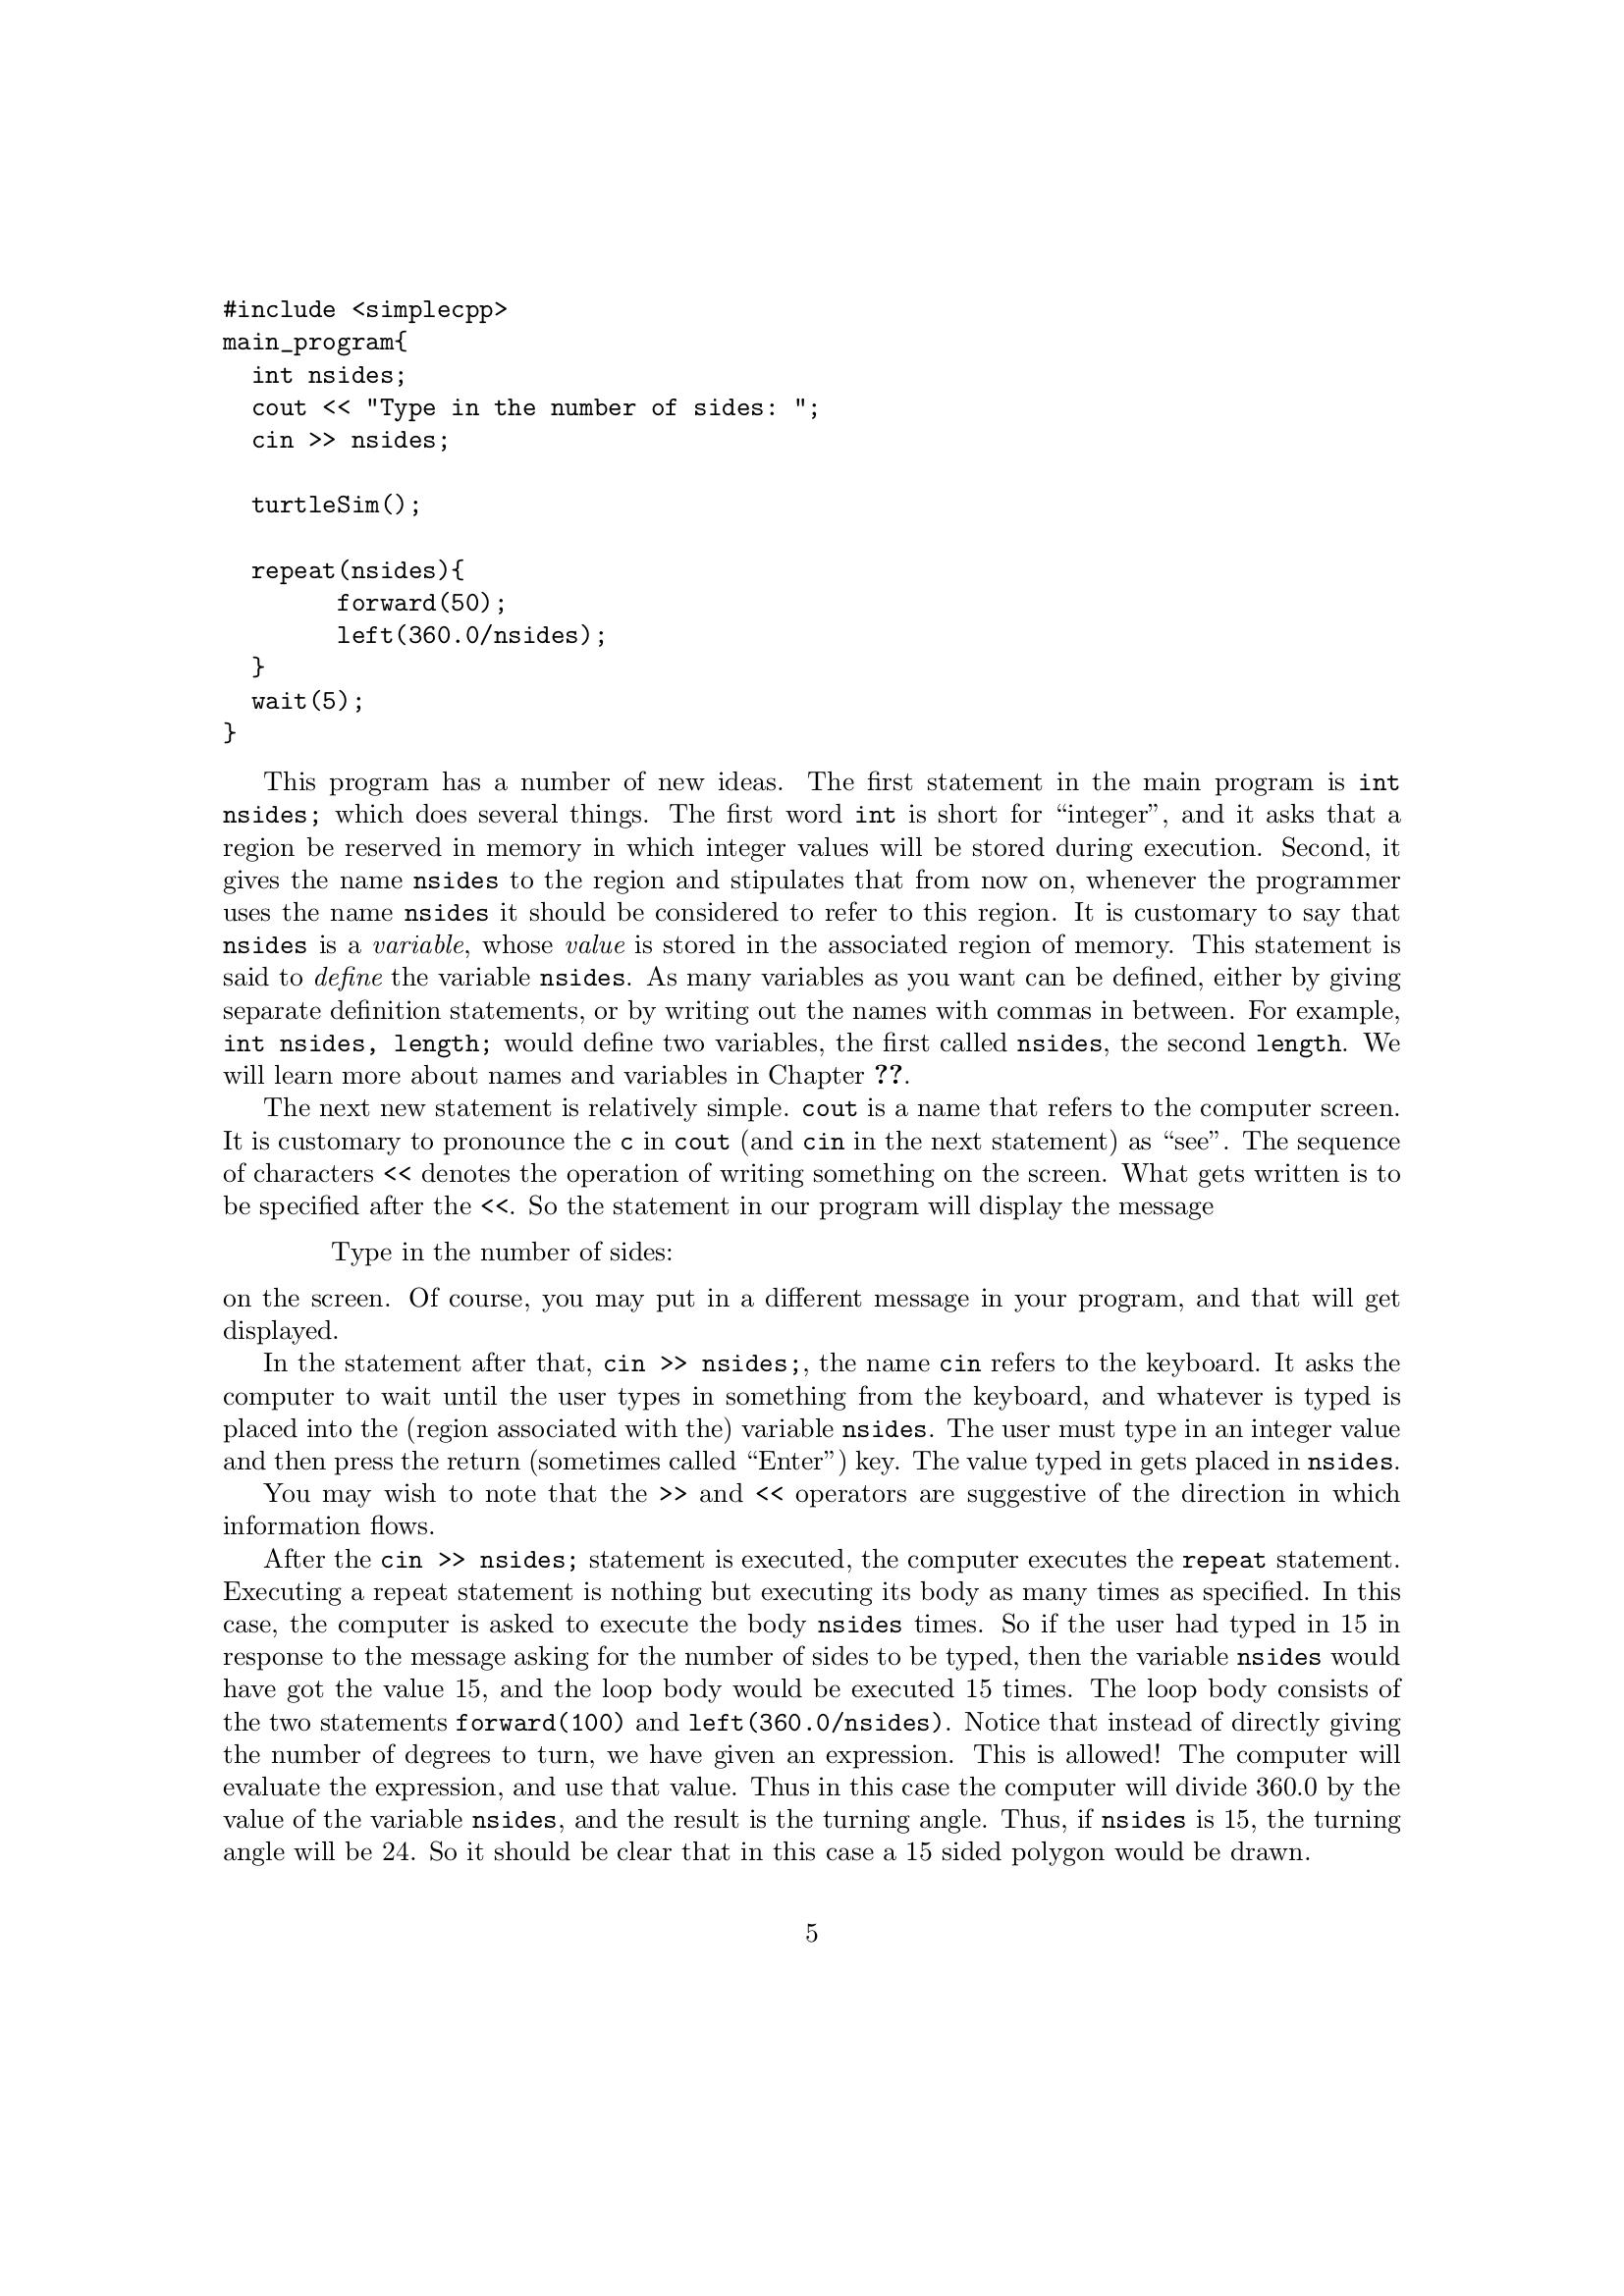 #include <simplecpp>
main_program{
  int nsides;
  cout << "Type in the number of sides: ";
  cin >> nsides;

  turtleSim();

  repeat(nsides){
        forward(50);
        left(360.0/nsides);
  }
  wait(5);
}
This program has a number of new ideas. The first statement in the main program is int
nsides; which does several things. The first word int is short for “integer”, and it asks that a
region be reserved in memory in which integer values will be stored during execution. Second, it
gives the name nsides to the region and stipulates that from now on, whenever the programmer
uses the name nsides it should be considered to refer to this region. It is customary to say that
nsides is a variable, whose value is stored in the associated region of memory. This statement is
said to define the variable nsides. As many variables as you want can be defined, either by giving
separate definition statements, or by writing out the names with commas in between. For example,
int nsides, length; would define two variables, the first called nsides, the second length. We
will learn more about names and variables in Chapter ??.
The next new statement is relatively simple. cout is a name that refers to the computer screen.
It is customary to pronounce the c in cout (and cin in the next statement) as “see”. The sequence
of characters << denotes the operation of writing something on the screen. What gets written is to
be specified after the <<. So the statement in our program will display the message
Type in the number of sides:
on the screen. Of course, you may put in a different message in your program, and that will get
displayed.
In the statement after that, cin >> nsides;, the name cin refers to the keyboard. It asks the
computer to wait until the user types in something from the keyboard, and whatever is typed is
placed into the (region associated with the) variable nsides. The user must type in an integer value
and then press the return (sometimes called “Enter”) key. The value typed in gets placed in nsides.
You may wish to note that the >> and << operators are suggestive of the direction in which
information flows.
After the cin >> nsides; statement is executed, the computer executes the repeat statement.
Executing a repeat statement is nothing but executing its body as many times as specified. In this
case, the computer is asked to execute the body nsides times. So if the user had typed in 15 in
response to the message asking for the number of sides to be typed, then the variable nsides would
have got the value 15, and the loop body would be executed 15 times. The loop body consists of
the two statements forward(100) and left(360.0/nsides). Notice that instead of directly giving
the number of degrees to turn, we have given an expression. This is allowed! The computer will
evaluate the expression, and use that value. Thus in this case the computer will divide 360.0 by the
value of the variable nsides, and the result is the turning angle. Thus, if nsides is 15, the turning
angle will be 24. So it should be clear that in this case a 15 sided polygon would be drawn.
5